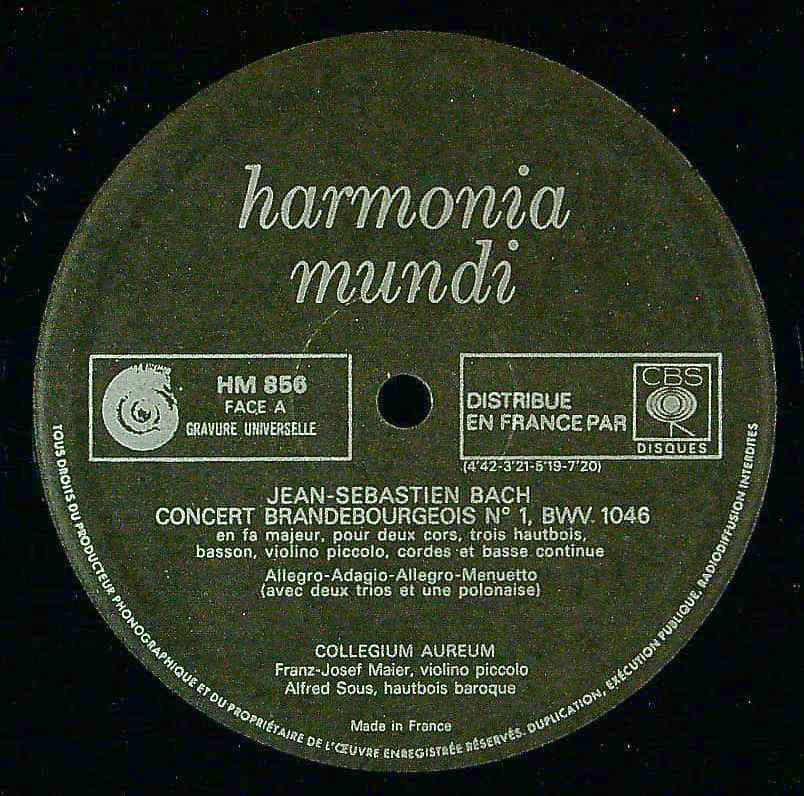 harmonia
mundi
HM 856
FACE A
GRAVURE UNIVERSELLE
DISTRIBUE
EN FRANCE PAR
CBS
DISQUES
(4'42-3'21-5'19-7'20)
JEAN-SEBASTIEN BACH
CONCERT BRANDEBOURGEOIS N° 1, BWV. 1046
en fa majeur, pour deux cors, trois hautbois,
basson, violino piccolo, cordes et basse continue
Allegro-Adagio-Allegro-Menuetto
(avec deux trios et une polonaise)
COLLEGIUM AUREUM
Franz-Josef Maier, violino piccolo
Alfred Sous, hautbois baroque
Made in France
TOUS DROITS DU PRODUCTEUR PHONOGRAPHIQUE ET DU PROPRIÉTAIRE DE L'ŒUVRE ENREGISTRÉE RÉSERVÉS. DUPLICATION, EXÉCUTION PUBLIQUE, RADIODIFFUSION INTERDITES